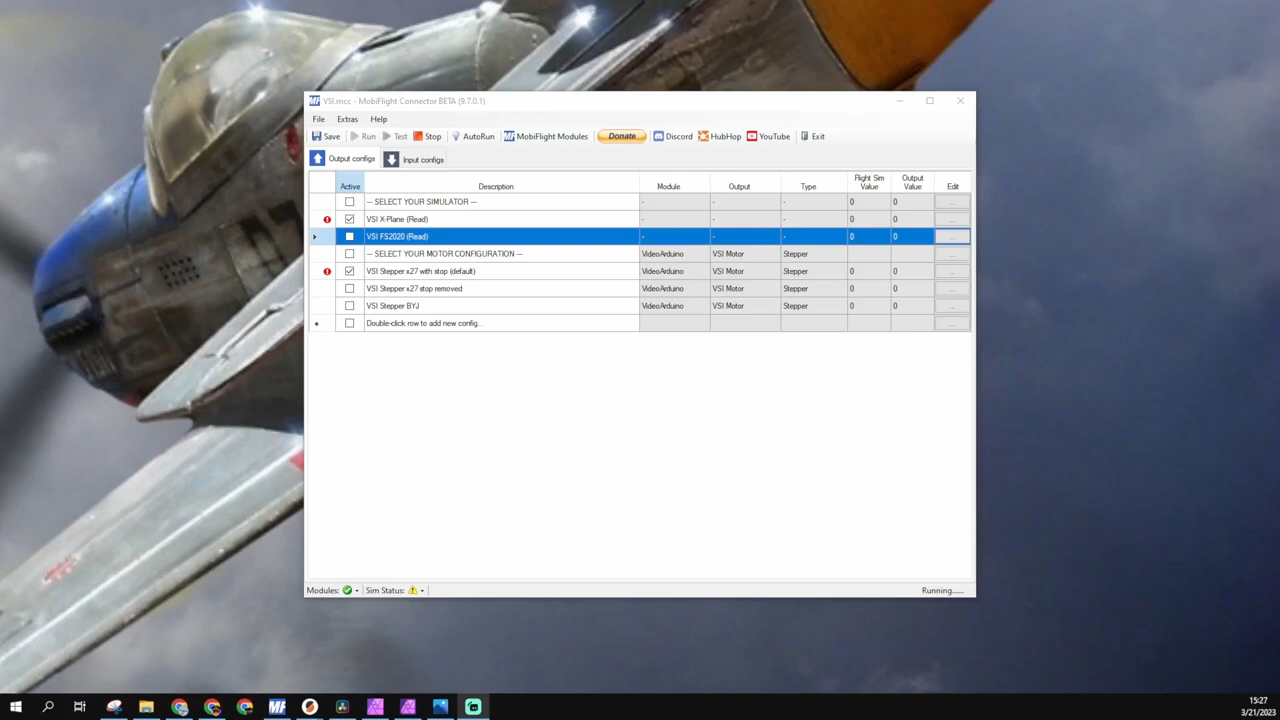 VSI.mcc - MobiFlight Connector BETA (9.7.0.1)
File Extras Help
Save Run Test Stop AutoRun MobiFlight Modules Donate Discord HubHop YouTube Exit
Output configs Input configs
Active Description Module Output Type Flight Sim Value Output Value Edit
--- SELECT YOUR SIMULATOR --- - - - 0 0 ...
VSI X-Plane (Read) - - - 0 0 ...
VSI FS2020 (Read) - - - 0 0 ...
--- SELECT YOUR MOTOR CONFIGURATION --- VideoArduino VSI Motor Stepper ...
VSI Stepper x27 with stop (default) VideoArduino VSI Motor Stepper 0 0 ...
VSI Stepper x27 stop removed VideoArduino VSI Motor Stepper 0 0 ...
VSI Stepper BYJ VideoArduino VSI Motor Stepper 0 0 ...
Double-click row to add new config... ...
Modules: Sim Status: Running......
15:27
3/21/2023